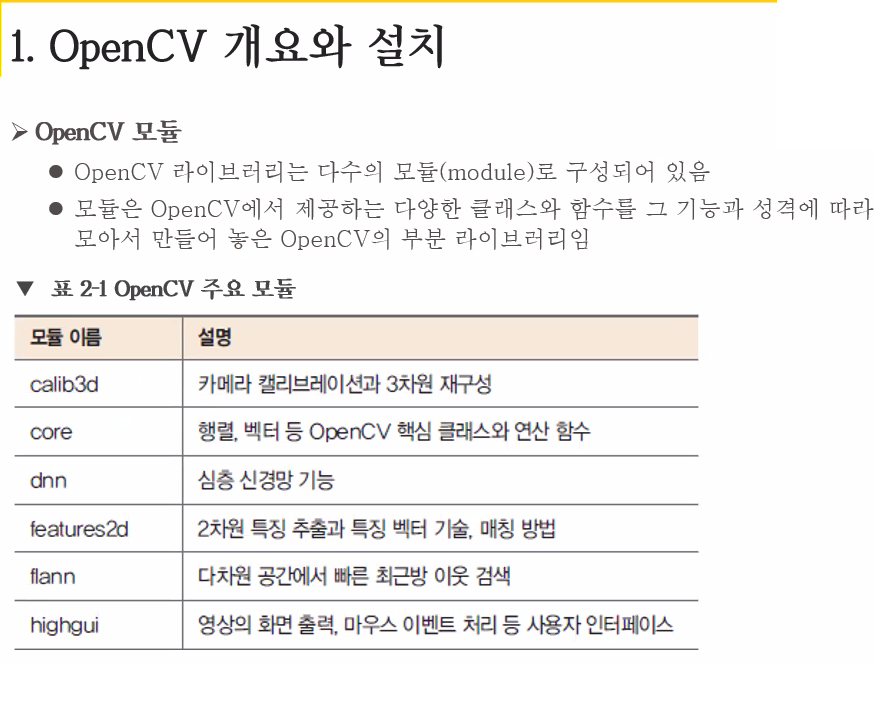 1. OpenCV 개요와 설치
➢ OpenCV 모듈
● OpenCV 라이브러리는 다수의 모듈(module)로 구성되어 있음
● 모듈은 OpenCV에서 제공하는 다양한 클래스와 함수를 그 기능과 성격에 따라
모아서 만들어 놓은 OpenCV의 부분 라이브러리임
▼ 표 2-1 OpenCV 주요 모듈
모듈 이름 설명
calib3d 카메라 캘리브레이션과 3차원 재구성
core 행렬, 벡터 등 OpenCV 핵심 클래스와 연산 함수
dnn 심층 신경망 기능
features2d 2차원 특징 추출과 특징 벡터 기술, 매칭 방법
flann 다차원 공간에서 빠른 최근방 이웃 검색
highgui 영상의 화면 출력, 마우스 이벤트 처리 등 사용자 인터페이스